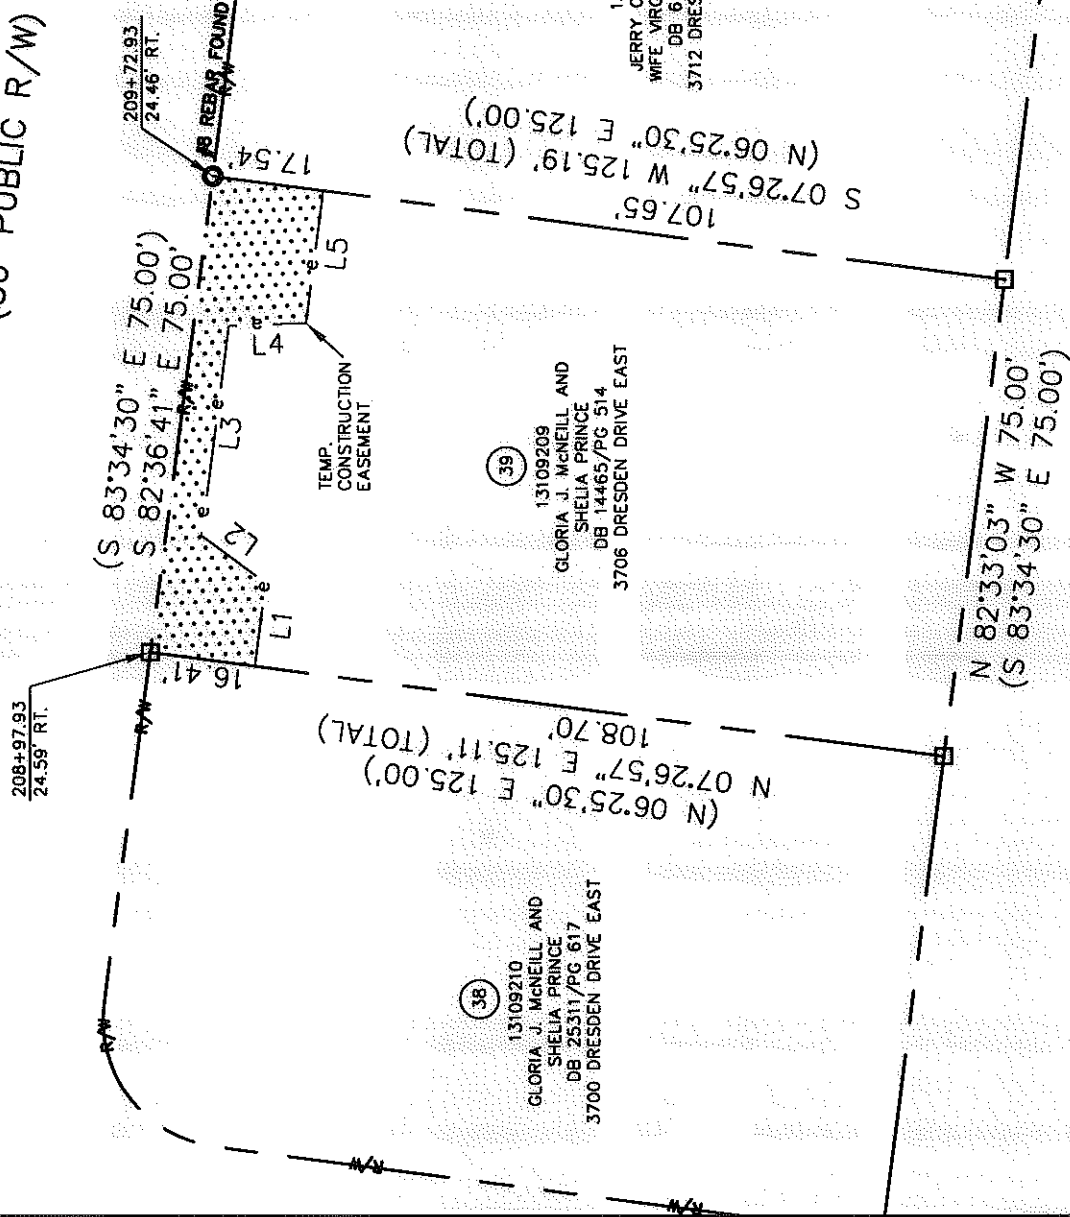 PUBLIC R/W)
209+72.93
24.46' RT.
#8 REBAR FOUND
R/W
(S 83°34'30" E 75.00')
S 82°36'41" E 75.00'
R/W
208+97.93
24.59' RT.
R/W
R/W
R/W
R/W
17.54'
16.41'
L1
e
L2
e
L3
e
L4
e
L5
e
TEMP.
CONSTRUCTION
EASEMENT
(N 06°25'30" E 125.00')
S 07°26'57" W 125.19' (TOTAL)
107.65'
JERRY
WIFE
DB 6
3712
39
13109209
GLORIA J. McNEILL AND
SHELIA PRINCE
DB 14465/PG 514
3706 DRESDEN DRIVE EAST
108.70'
N 07°26'57" E 125.11' (TOTAL)
(N 06°25'30" E 125.00')
38
13109210
GLORIA J. McNEILL AND
SHELIA PRINCE
DB 25311/PG 617
3700 DRESDEN DRIVE EAST
N 82°33'03" W 75.00'
(S 83°34'30" E 75.00')